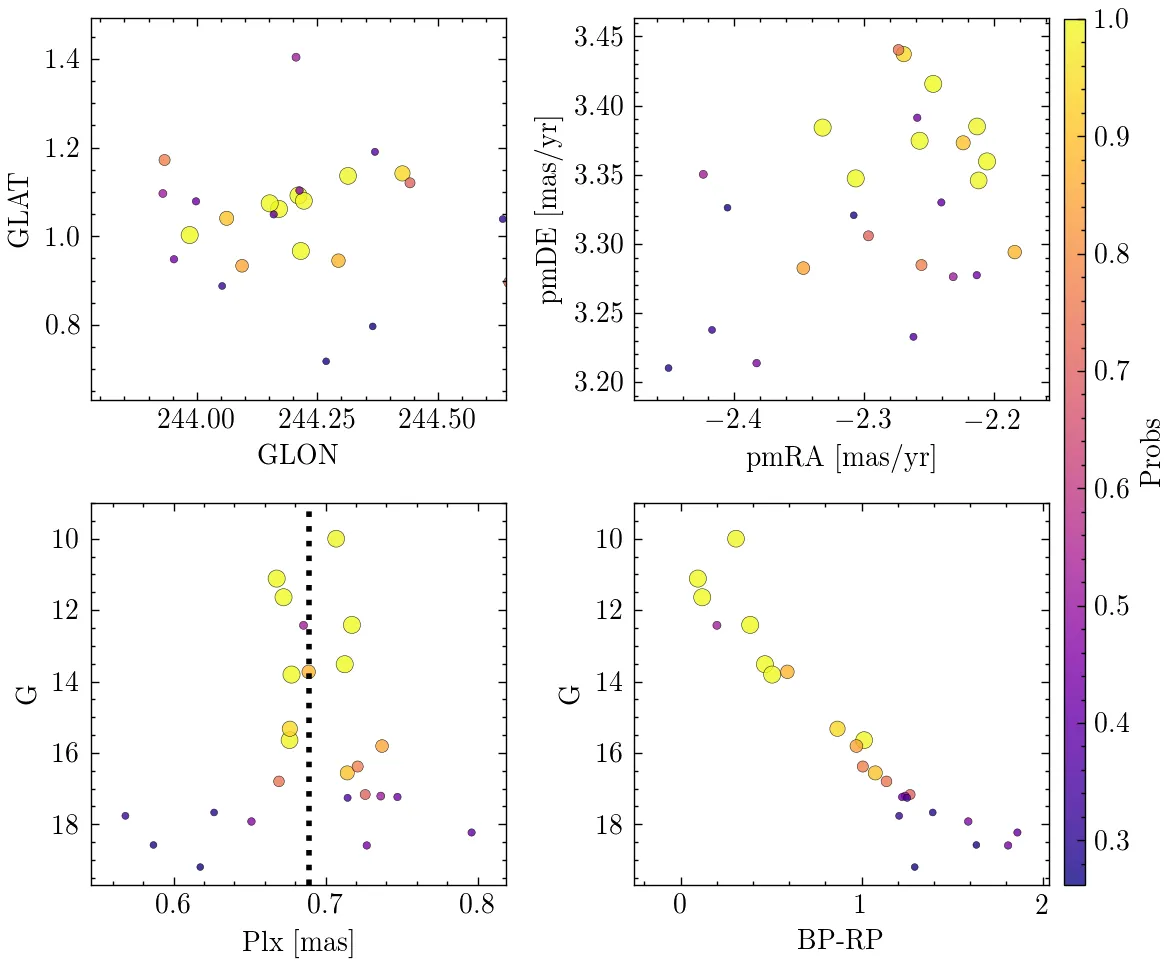 1.4
1.2
1.0
0.8
GLAT
244.00 244.25 244.50
GLON
3.45
3.40
3.35
3.30
3.25
3.20
pmDE [mas/yr]
−2.4 −2.3 −2.2
pmRA [mas/yr]
1.0
0.9
0.8
0.7
0.6
0.5
0.4
0.3
Probs
10
12
14
16
18
G
0.6 0.7 0.8
Plx [mas]
10
12
14
16
18
G
0 1 2
BP-RP